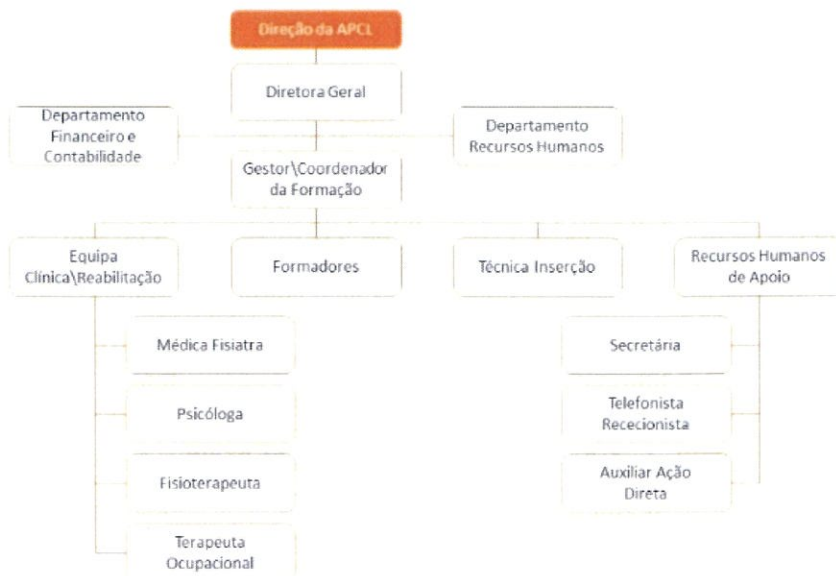 Direção da APCL
Diretora Geral
Departamento
Financeiro e
Contabilidade
Departamento
Recursos Humanos
Gestor\Coordenador
da Formação
Equipa
Clínica\Reabilitação
Formadores
Técnica Inserção
Recursos Humanos
de Apoio
Médica Fisiatra
Psicóloga
Fisioterapeuta
Terapeuta
Ocupacional
Secretária
Telefonista
Rececionista
Auxiliar Ação
Direta